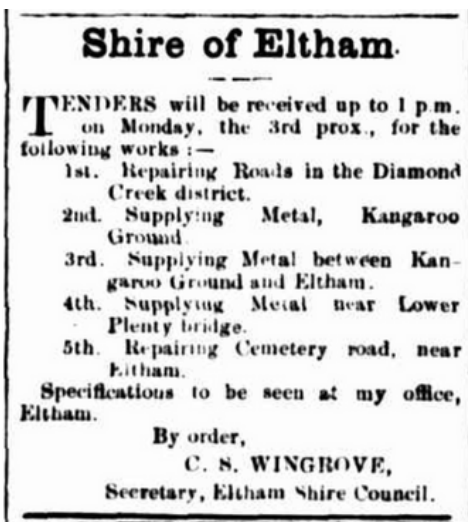 Shire of Eltham.
TENDERS will be received up to 1 p.m.
on Monday, the 3rd prox., for the
following works :—
1st. Repairing Roads in the Diamond
Creek district.
2nd. Supplying Metal, Kangaroo
Ground.
3rd. Supplying Metal between Kan-
garoo Ground and Eltham.
4th. Supplying Metal near Lower
Plenty bridge.
5th. Repairing Cemetery road, near
Eltham.
Specifications to be seen at my office,
Eltham.
By order,
C. S. WINGROVE,
Secretary, Eltham Shire Council.